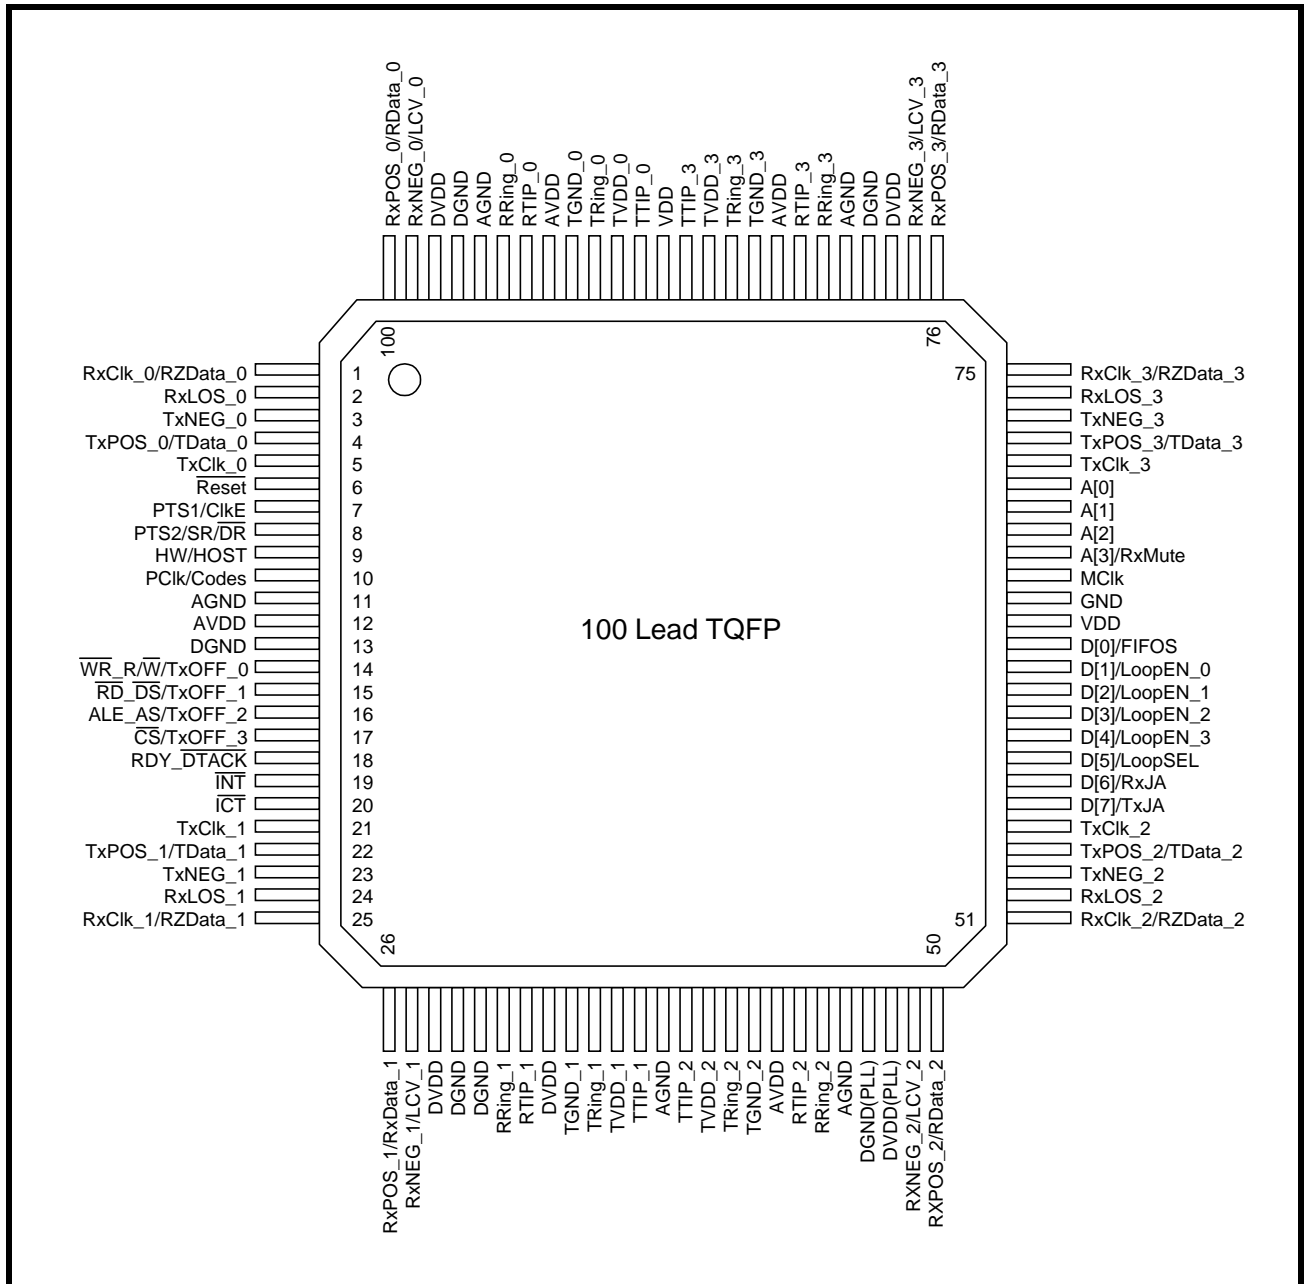 RxPOS_0/RData_0
RxNEG_0/LCV_0
DVDD
DGND
AGND
RRing_0
RTIP_0
AVDD
TGND_0
TRing_0
TVDD_0
TTIP_0
VDD
TTIP_3
TVDD_3
TRing_3
TGND_3
AVDD
RTIP_3
RRing_3
AGND
DGND
DVDD
RxNEG_3/LCV_3
RxPOS_3/RData_3
100
76
RxClk_0/RZData_0 1
RxLOS_0 2
TxNEG_0 3
TxPOS_0/TData_0 4
TxClk_0 5
Reset 6
PTS1/ClkE 7
PTS2/SR/DR 8
HW/HOST 9
PClk/Codes 10
AGND 11
AVDD 12
DGND 13
WR_R/W/TxOFF_0 14
RD_DS/TxOFF_1 15
ALE_AS/TxOFF_2 16
CS/TxOFF_3 17
RDY_DTACK 18
INT 19
ICT 20
TxClk_1 21
TxPOS_1/TData_1 22
TxNEG_1 23
RxLOS_1 24
RxClk_1/RZData_1 25
100 Lead TQFP
75 RxClk_3/RZData_3
RxLOS_3
TxNEG_3
TxPOS_3/TData_3
TxClk_3
A[0]
A[1]
A[2]
A[3]/RxMute
MClk
GND
VDD
D[0]/FIFOS
D[1]/LoopEN_0
D[2]/LoopEN_1
D[3]/LoopEN_2
D[4]/LoopEN_3
D[5]/LoopSEL
D[6]/RxJA
D[7]/TxJA
TxClk_2
TxPOS_2/TData_2
TxNEG_2
RxLOS_2
51 RxClk_2/RZData_2
26
50
RxPOS_1/RxData_1
RxNEG_1/LCV_1
DVDD
DGND
DGND
RRing_1
RTIP_1
DVDD
TGND_1
TRing_1
TVDD_1
TTIP_1
AGND
TTIP_2
TVDD_2
TRing_2
TGND_2
AVDD
RTIP_2
RRing_2
AGND
DGND(PLL)
DVDD(PLL)
RXNEG_2/LCV_2
RXPOS_2/RData_2